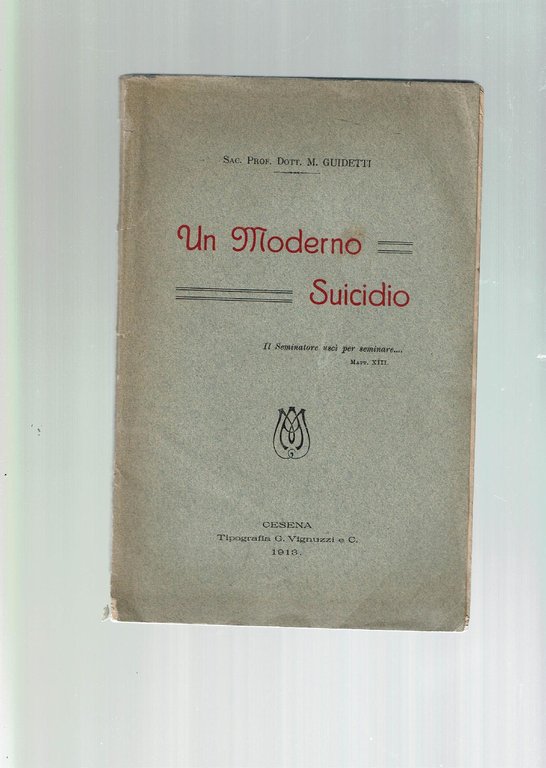 Sac. Prof. Dott. M. GUIDETTI
Un Moderno
Suicidio
Il Seminatore uscì per seminare....
Matt. XIII.
CESENA
Tipografia G. Vignuzzi e C.
1913.